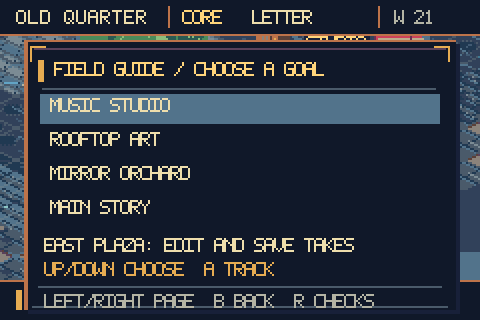 OLD QUARTER CORE LETTER W 21
FIELD GUIDE / CHOOSE A GOAL
MUSIC STUDIO
ROOFTOP ART
MIRROR ORCHARD
MAIN STORY
EAST PLAZA: EDIT AND SAVE TAKES
UP/DOWN CHOOSE A TRACK
LEFT/RIGHT PAGE B BACK R CHECKS